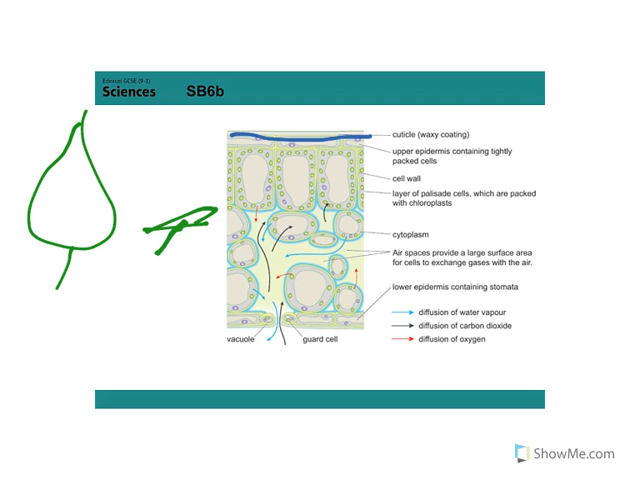 Edexcel GCSE (9-1)
Sciences SB6b
cuticle (waxy coating)
upper epidermis containing tightly
packed cells
cell wall
layer of palisade cells, which are packed
with chloroplasts
cytoplasm
Air spaces provide a large surface area
for cells to exchange gases with the air.
lower epidermis containing stomata
diffusion of water vapour
diffusion of carbon dioxide
diffusion of oxygen
vacuole guard cell
ShowMe.com